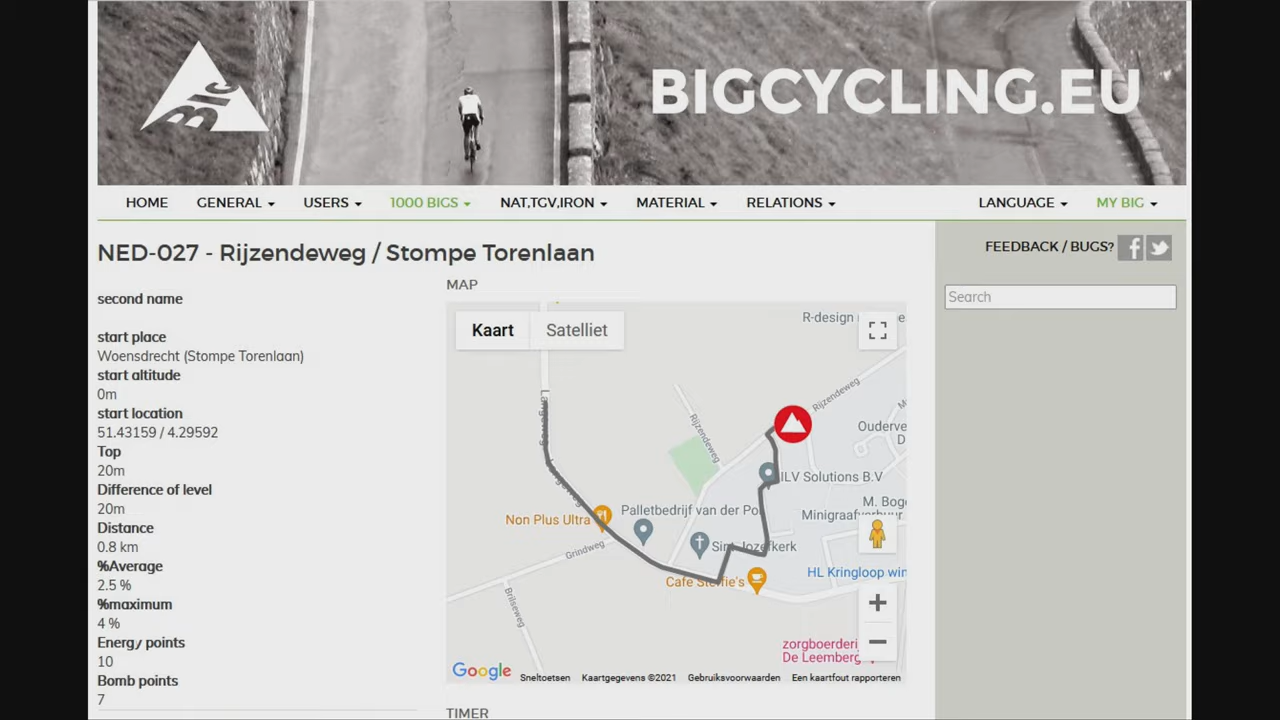 BIGCYCLING.EU
HOME GENERAL USERS 1000 BIGS NAT,TGV,IRON MATERIAL RELATIONS LANGUAGE MY BIG
NED-027 - Rijzendeweg / Stompe Torenlaan
FEEDBACK / BUGS?
Search
second name
start place
Woensdrecht (Stompe Torenlaan)
start altitude
0m
start location
51.43159 / 4.29592
Top
20m
Difference of level
20m
Distance
0.8 km
%Average
2.5 %
%maximum
4 %
Energy points
10
Bomb points
7
MAP
Kaart Satelliet
R-design
Rijzendeweg
Rijzendeweg
Langeweg
Langeweg
ILV Solutions B.V
Palletbedrijf van der Po
Minigraafverhuur
Non Plus Ultra
Sint Jozefkerk
Grindweg
Cafe Steffie's
HL Kringloop win
Brilseweg
zorgboerderij
De Leemberg
Google
Sneltoetsen Kaartgegevens ©2021 Gebruiksvoorwaarden Een kaartfout rapporteren
TIMER